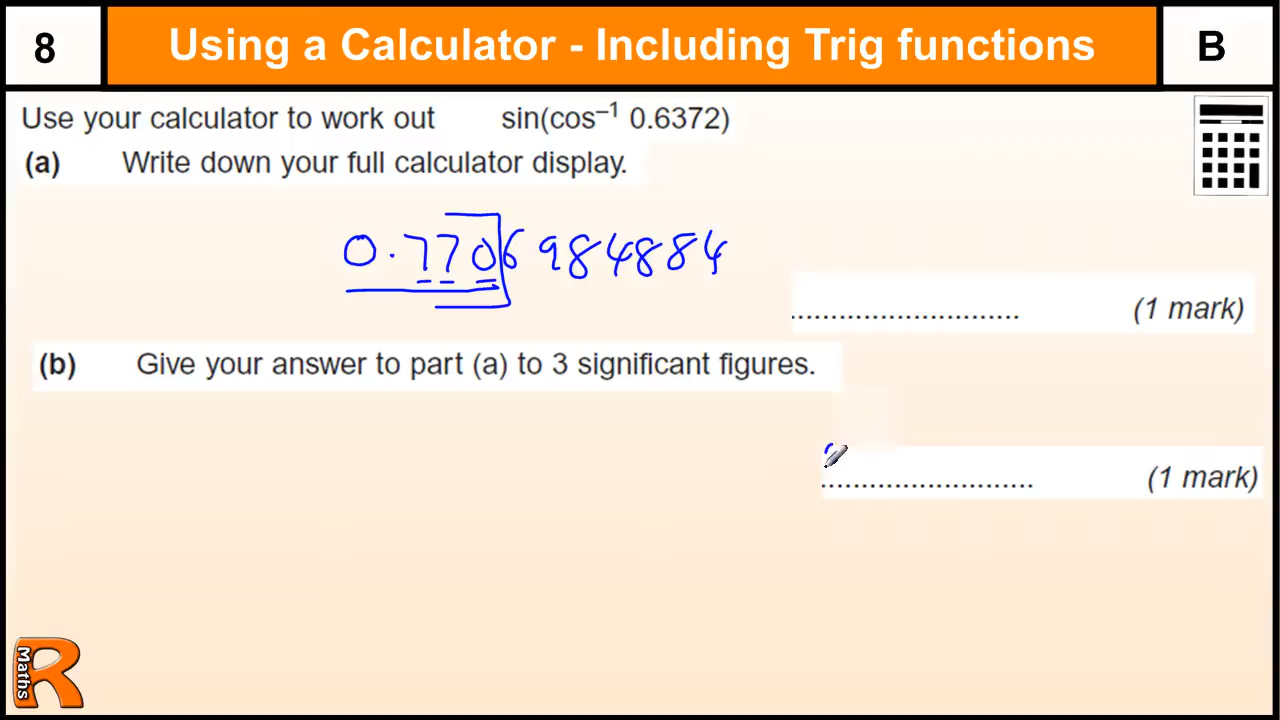 8
Using a Calculator - Including Trig functions
B
Use your calculator to work out sin(cos⁻¹ 0.6372)
(a) Write down your full calculator display.
0.7706984884
........................... (1 mark)
(b) Give your answer to part (a) to 3 significant figures.
........................... (1 mark)
R
Maths